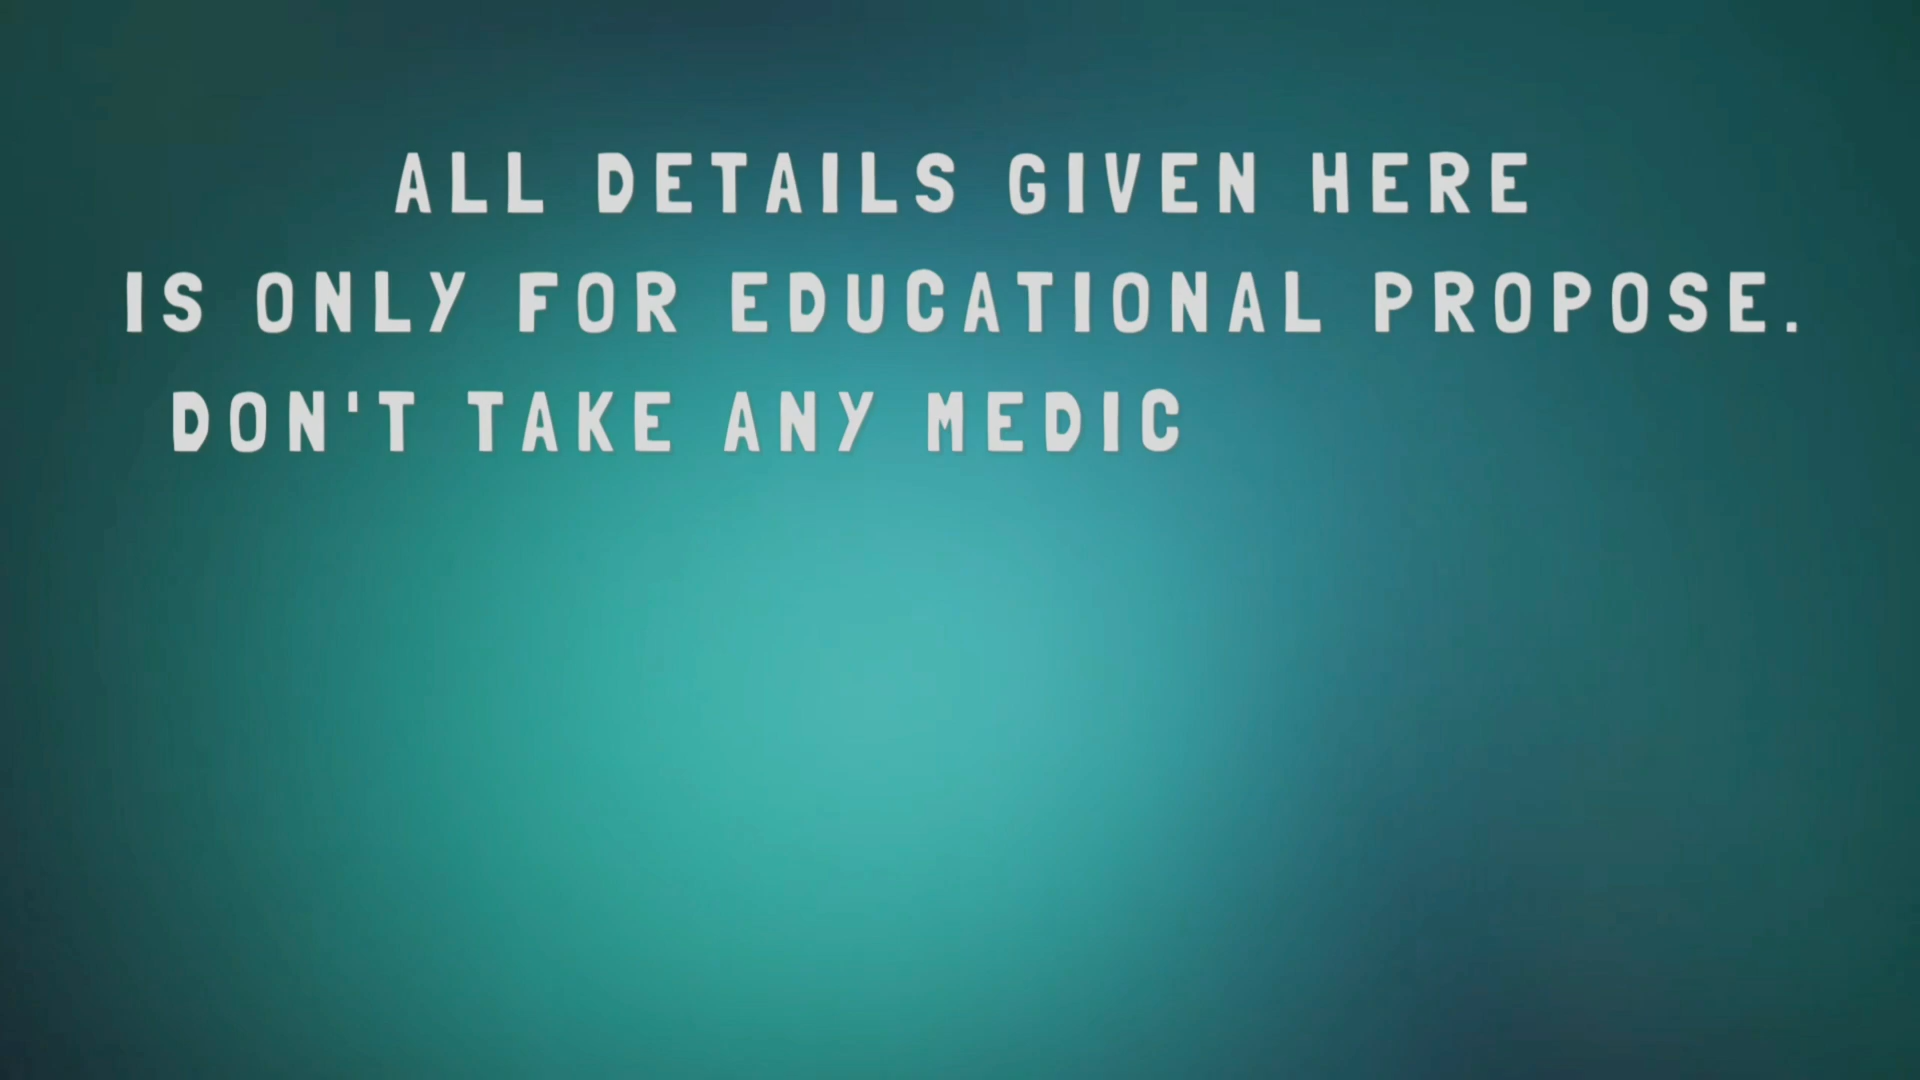 ALL DETAILS GIVEN HERE
IS ONLY FOR EDUCATIONAL PROPOSE.
DON'T TAKE ANY MEDIC